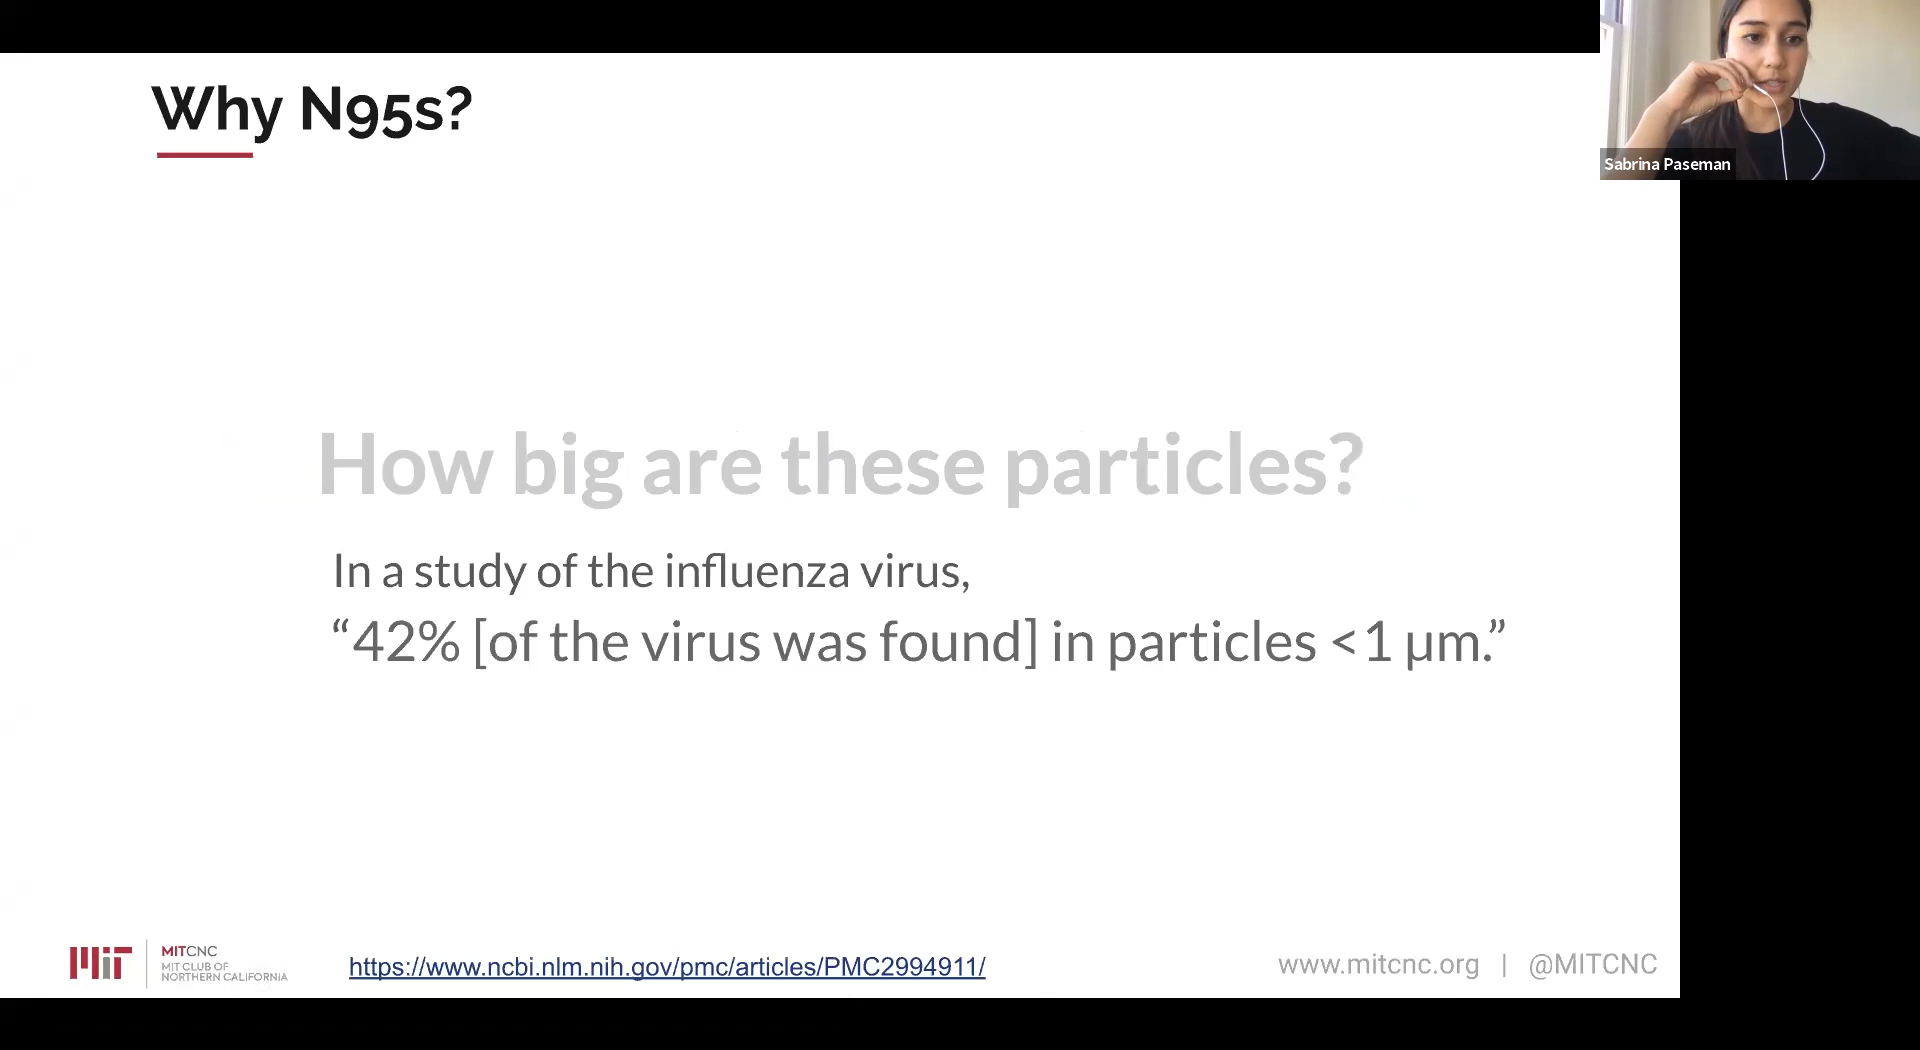 Why N95s?
Sabrina Paseman
How big are these particles?
In a study of the influenza virus,
“42% [of the virus was found] in particles <1 μm.”
MIT
MITCNC
MIT CLUB OF
NORTHERN CALIFORNIA
https://www.ncbi.nlm.nih.gov/pmc/articles/PMC2994911/
www.mitcnc.org | @MITCNC